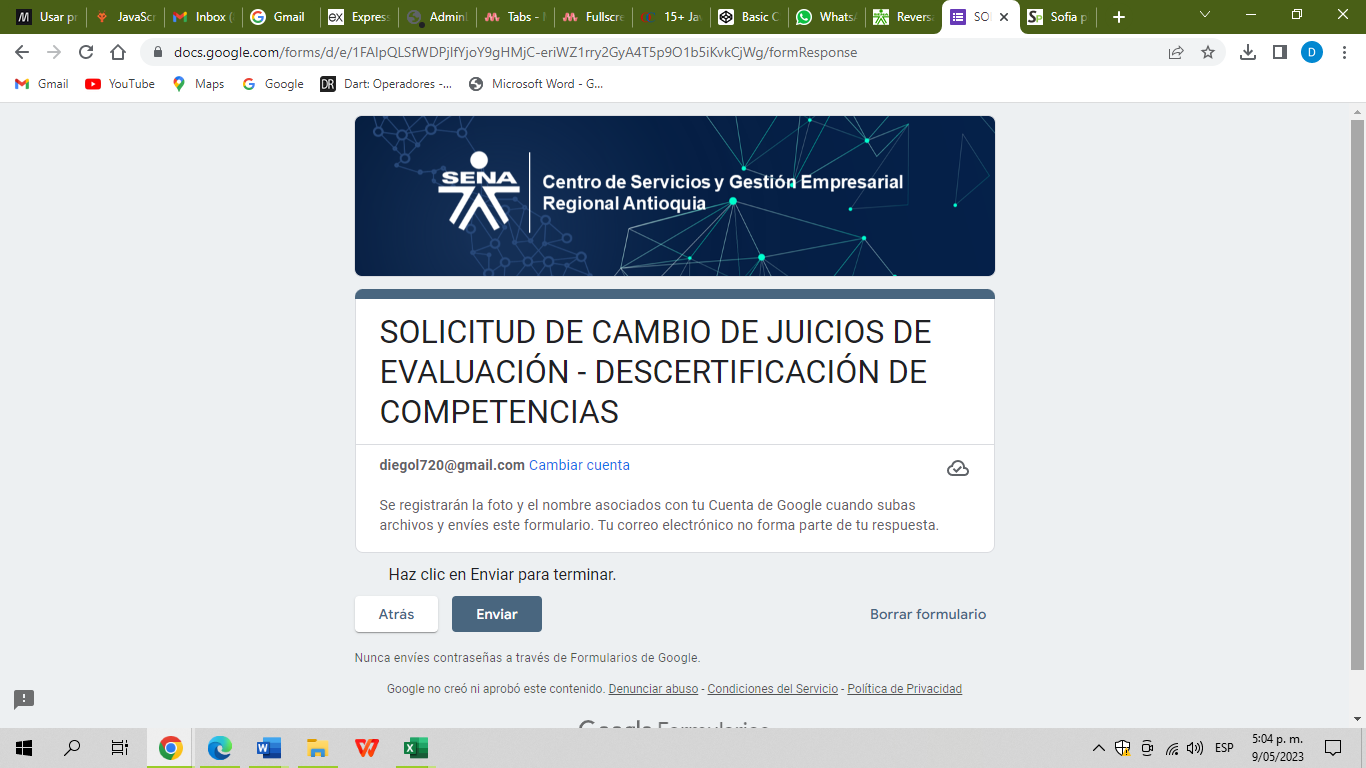 Usar pr
JavaScr
Inbox (
Gmail
Express
Admin
Tabs - M
Fullscre
15+ Jav
Basic C
WhatsA
Reversa
SOL
Sofia p
docs.google.com/forms/d/e/1FAIpQLSfWDPjIfYjoY9gHMjC-eriWZ1rry2GyA4T5p9O1b5iKvkCjWg/formResponse
D
Gmail
YouTube
Maps
Google
DR Dart: Operadores -...
Microsoft Word - G...
SENA
Centro de Servicios y Gestión Empresarial
Regional Antioquia
SOLICITUD DE CAMBIO DE JUICIOS DE
EVALUACIÓN - DESCERTIFICACIÓN DE
COMPETENCIAS
diegol720@gmail.com Cambiar cuenta
Se registrarán la foto y el nombre asociados con tu Cuenta de Google cuando subas
archivos y envíes este formulario. Tu correo electrónico no forma parte de tu respuesta.
Haz clic en Enviar para terminar.
Atrás
Enviar
Borrar formulario
Nunca envíes contraseñas a través de Formularios de Google.
Google no creó ni aprobó este contenido. Denunciar abuso - Condiciones del Servicio - Política de Privacidad
Google Formularios
ESP
5:04 p. m.
9/05/2023